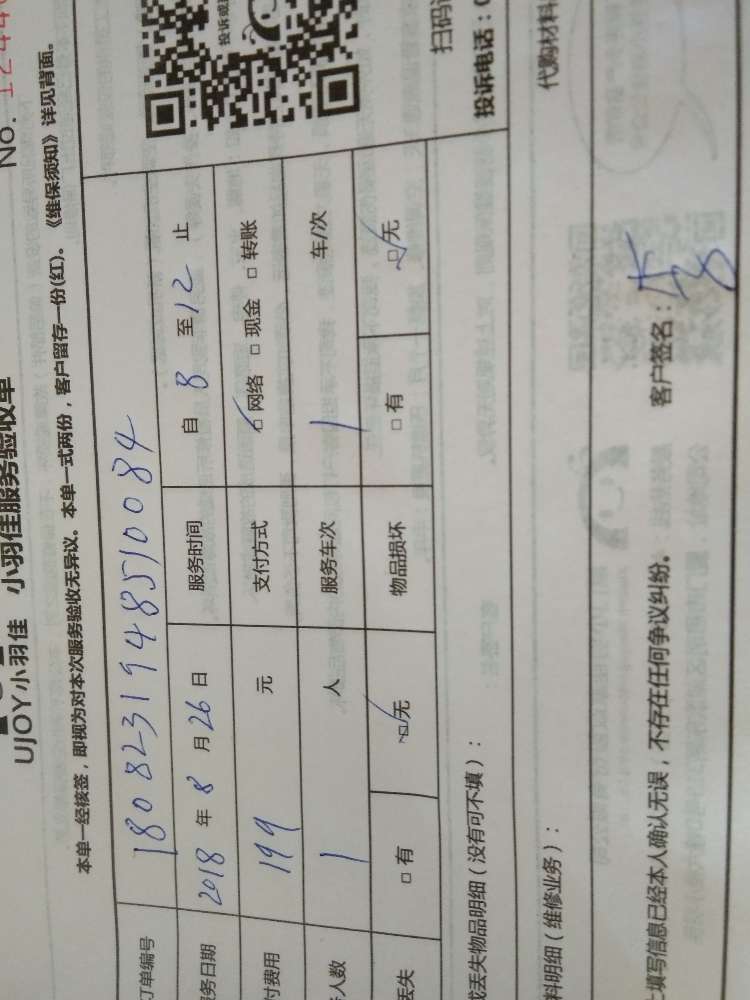 No. 1244
UJOY小羽佳 小羽佳服务验收单
本单一经核签，即视为对本次服务验收无异议。本单一式两份，客户留存一份(红)。《维保须知》详见背面。
订单编号 1808231948510084
务日期 2018 年 8 月 26 日 服务时间 自 8 至 12 止
付费用 199 元 支付方式 ☑网络 □现金 □转账
人数 1 人 服务车次 1 车/次
丢失 □有 ☑无 物品损坏 □有 ☑无
丢失物品明细（没有可不填）：
料明细（维修业务）：
填写信息已经本人确认无误，不存在任何争议纠纷。 客户签名：
扫码
投诉电话：0
代购材料